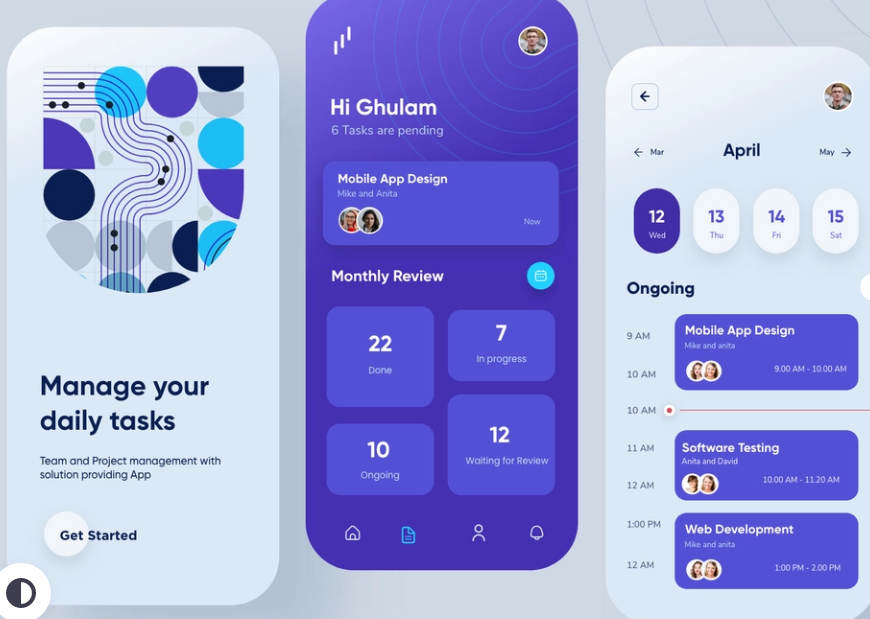 Manage your
daily tasks
Team and Project management with
solution providing App
Get Started
Hi Ghulam
6 Tasks are pending
Mobile App Design
Mike and Anita
Now
Monthly Review
22
Done
7
In progress
10
Ongoing
12
Waiting for Review
Mar
April
May
12
Wed
13
Thu
14
Fri
15
Sat
Ongoing
9 AM
Mobile App Design
Mike and anita
9.00 AM - 10.00 AM
10 AM
10 AM
11 AM
Software Testing
Anita and David
10.00 AM - 11.20 AM
12 AM
1:00 PM
Web Development
Mike and anita
1:00 PM - 2.00 PM
12 AM